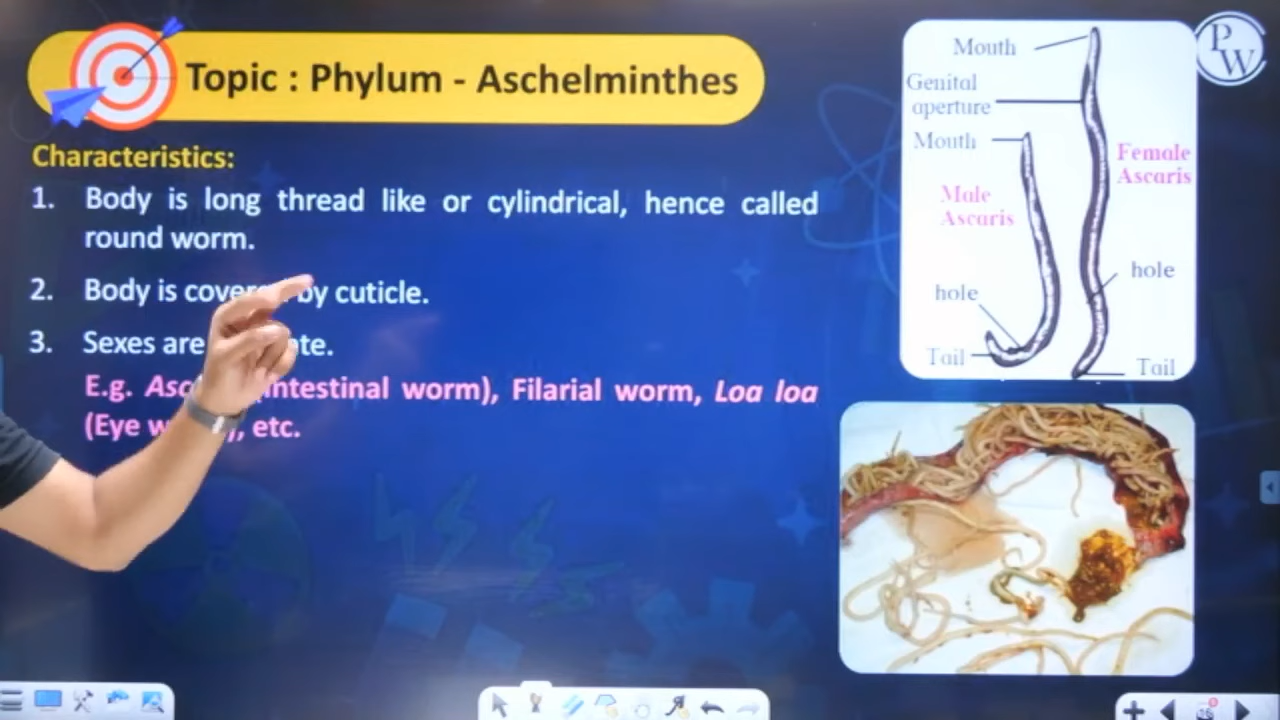 Topic : Phylum - Aschelminthes
Characteristics:
1. Body is long thread like or cylindrical, hence called
round worm.
2. Body is by cuticle.
3. Sexes are
E.g. (intestinal worm), Filarial worm, Loa loa
(Eye etc.
Mouth
Genital
aperture
Mouth
Female
Ascaris
Male
Ascaris
hole
hole
Tail
Tail
PW